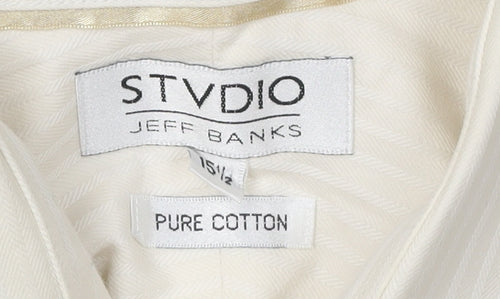 STVDIO
JEFF BANKS
15½
PURE COTTON